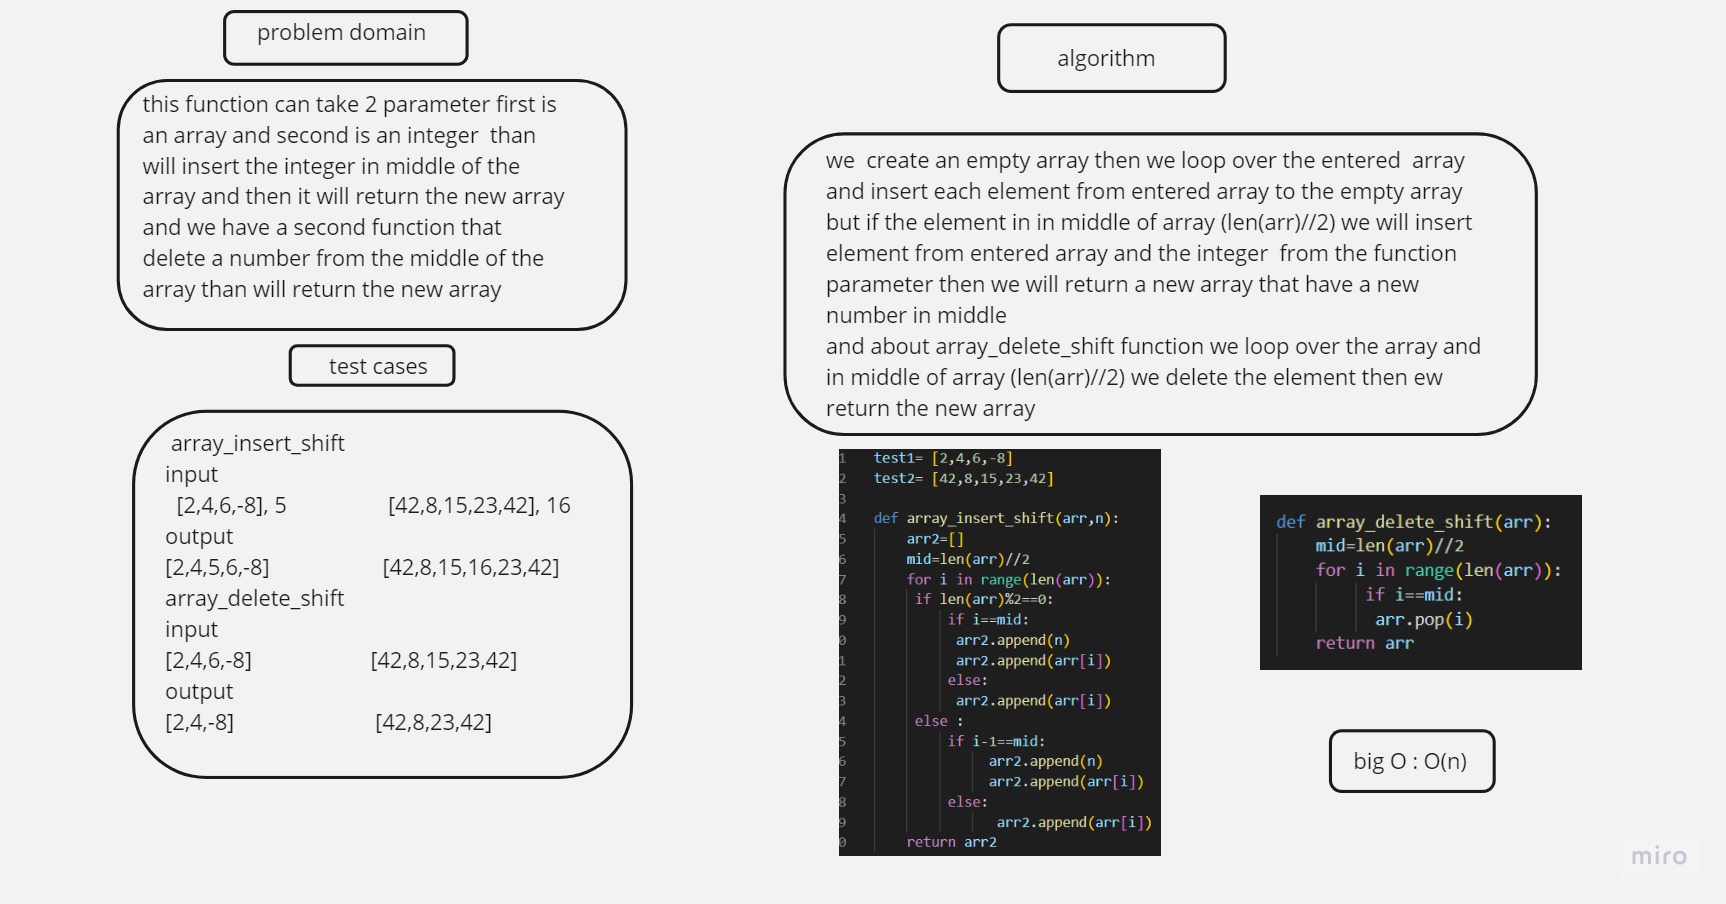 problem domain
this function can take 2 parameter first is
an array and second is an integer  than
will insert the integer in middle of the
array and then it will return the new array
and we have a second function that
delete a number from the middle of the
array than will return the new array
test cases
array_insert_shift
input
[2,4,6,-8], 5 [42,8,15,23,42], 16
output
[2,4,5,6,-8] [42,8,15,16,23,42]
array_delete_shift
input
[2,4,6,-8] [42,8,15,23,42]
output
[2,4,-8] [42,8,23,42]
algorithm
we  create an empty array then we loop over the entered  array
and insert each element from entered array to the empty array
but if the element in in middle of array (len(arr)//2) we will insert
element from entered array and the integer  from the function
parameter then we will return a new array that have a new
number in middle
and about array_delete_shift function we loop over the array and
in middle of array (len(arr)//2) we delete the element then ew
return the new array
1 test1= [2,4,6,-8]
2 test2= [42,8,15,23,42]
3
4 def array_insert_shift(arr,n):
5 arr2=[]
6 mid=len(arr)//2
7 for i in range(len(arr)):
8 if len(arr)%2==0:
9 if i==mid:
0 arr2.append(n)
1 arr2.append(arr[i])
2 else:
3 arr2.append(arr[i])
4 else :
5 if i-1==mid:
6 arr2.append(n)
7 arr2.append(arr[i])
8 else:
9 arr2.append(arr[i])
0 return arr2
def array_delete_shift(arr):
mid=len(arr)//2
for i in range(len(arr)):
if i==mid:
arr.pop(i)
return arr
big O : O(n)
miro